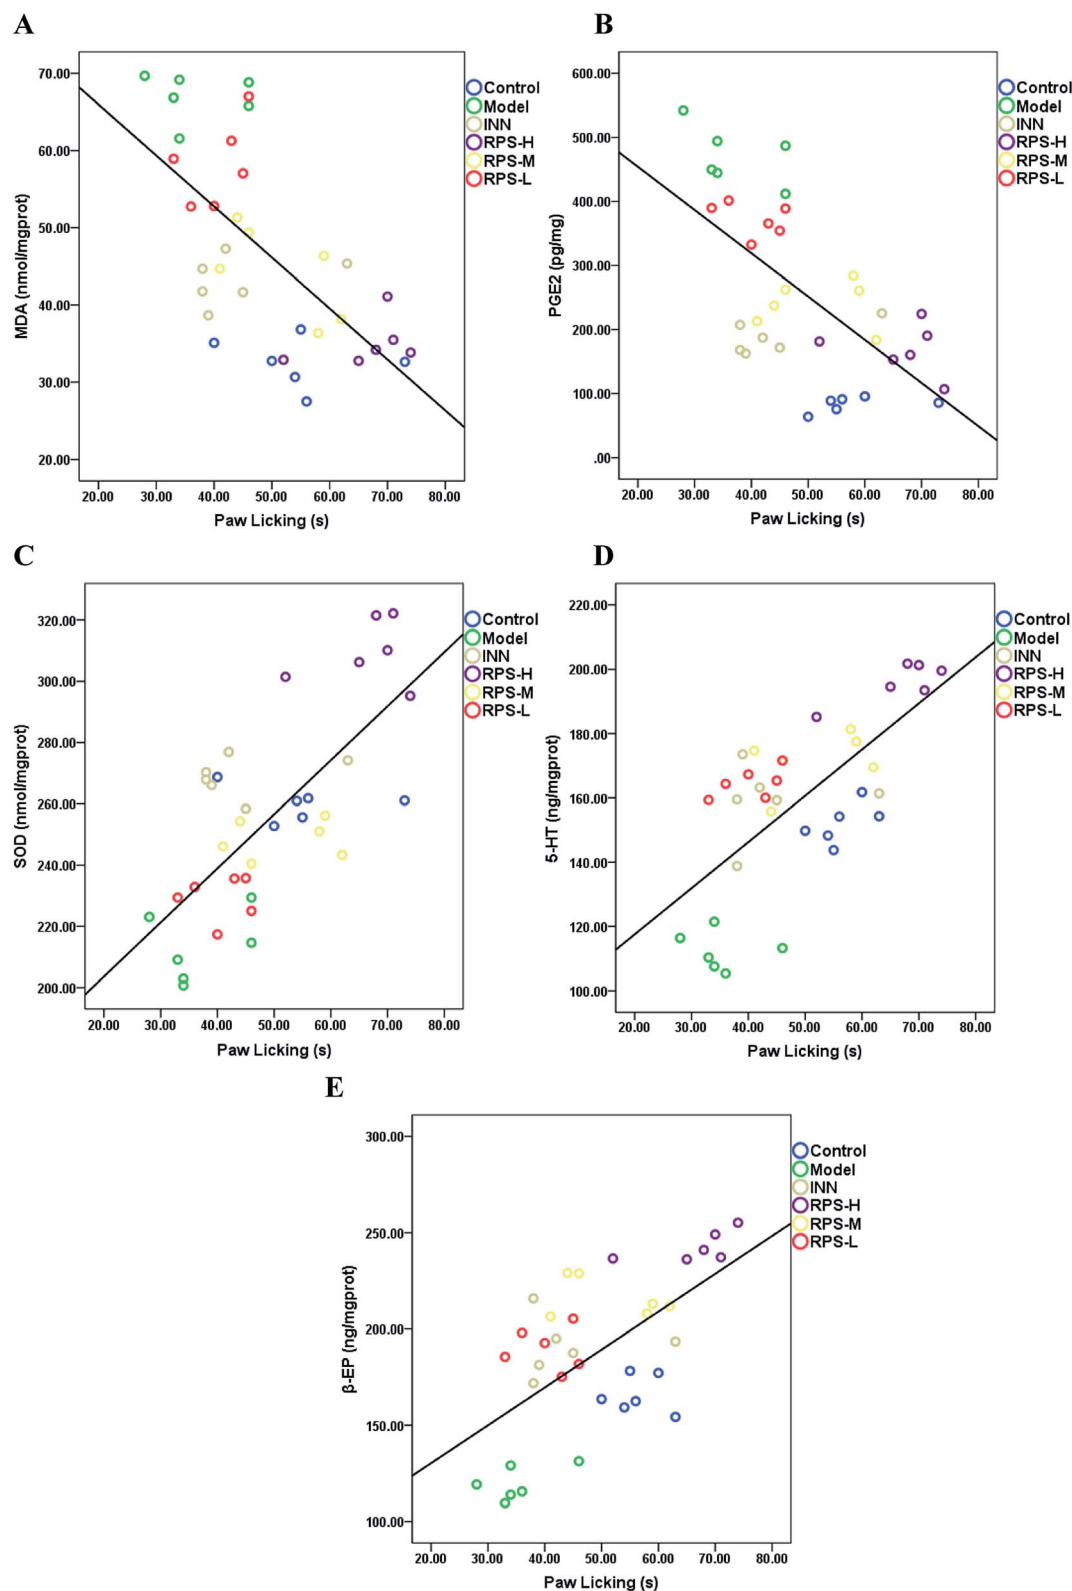 A
70.00
60.00
50.00
40.00
30.00
20.00
MDA (nmol/mgprot)
20.00 30.00 40.00 50.00 60.00 70.00 80.00
Paw Licking (s)
Control
Model
INN
RPS-H
RPS-M
RPS-L
B
600.00
500.00
400.00
300.00
200.00
100.00
.00
PGE2 (pg/mg)
20.00 30.00 40.00 50.00 60.00 70.00 80.00
Paw Licking (s)
Control
Model
INN
RPS-H
RPS-M
RPS-L
C
320.00
300.00
280.00
260.00
240.00
220.00
200.00
SOD (nmol/mgprot)
20.00 30.00 40.00 50.00 60.00 70.00 80.00
Paw Licking (s)
Control
Model
INN
RPS-H
RPS-M
RPS-L
D
220.00
200.00
180.00
160.00
140.00
120.00
100.00
5-HT (ng/mgprot)
20.00 30.00 40.00 50.00 60.00 70.00 80.00
Paw Licking (s)
Control
Model
INN
RPS-H
RPS-M
RPS-L
E
300.00
250.00
200.00
150.00
100.00
β-EP (ng/mgprot)
20.00 30.00 40.00 50.00 60.00 70.00 80.00
Paw Licking (s)
Control
Model
INN
RPS-H
RPS-M
RPS-L